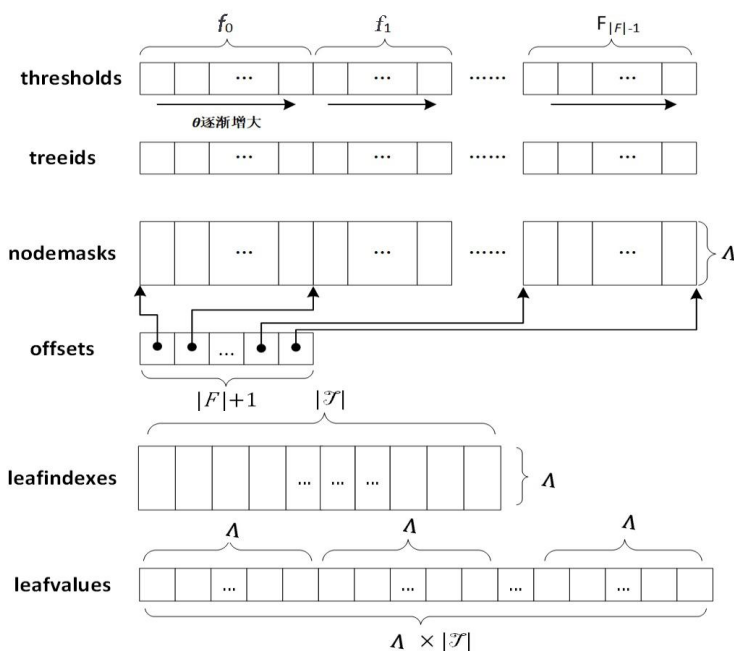 f₀ f₁ F|F|-1
thresholds ... ... ...... ...
θ逐渐增大
treeids ... ... ...... ...
nodemasks ... ... ...... ... Λ
offsets ...
|F|+1 |𝒯|
leafindexes ... ... ... Λ
Λ Λ Λ
leafvalues ... ... ... ...
Λ × |𝒯|